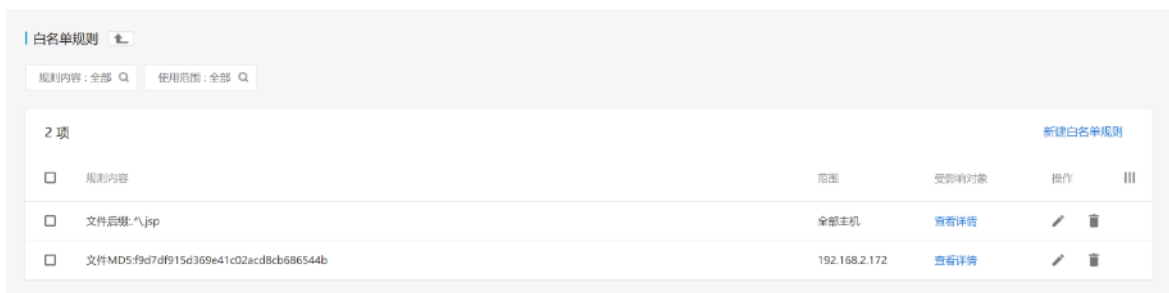 白名单规则
规则内容 : 全部 使用范围 : 全部
2 项 新建白名单规则
规则内容 范围 受影响对象 操作
文件后缀:.*\.jsp 全部主机 查看详情
文件MD5:f9d7df915d369e41c02acd8cb686544b 192.168.2.172 查看详情